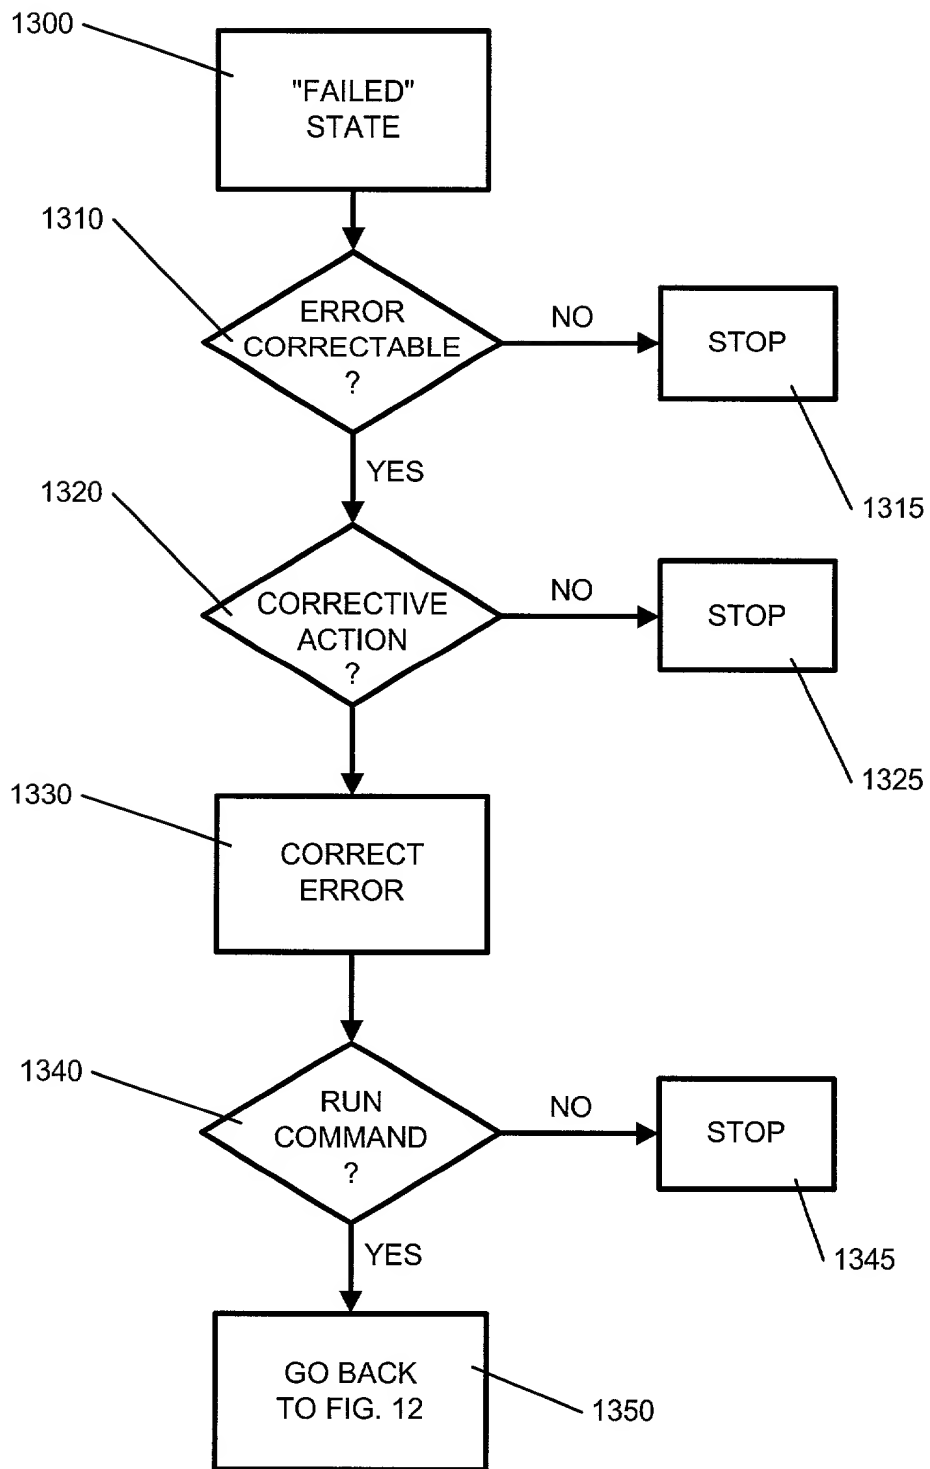 1300
"FAILED"
STATE
1310
ERROR
CORRECTABLE
?
NO
STOP
1315
YES
1320
CORRECTIVE
ACTION
?
NO
STOP
1325
1330
CORRECT
ERROR
1340
RUN
COMMAND
?
NO
STOP
1345
YES
GO BACK
TO FIG. 12
1350